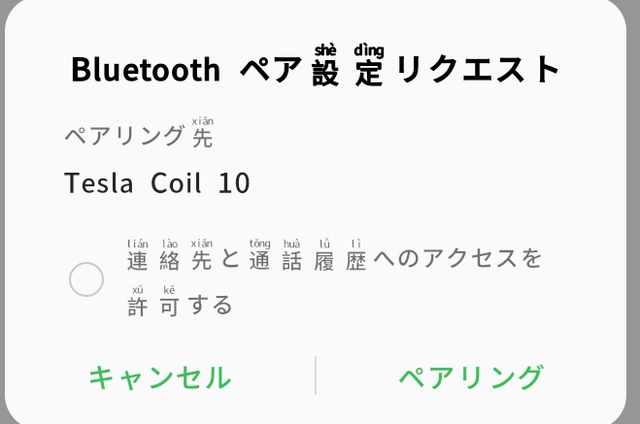 Bluetooth ペア設定リクエスト
shè dìng
ペアリング先
xiān
Tesla Coil 10
連絡先と通話履歴へのアクセスを
lián lào xiān tōng huà lǚ lì
許可する
xǔ kě
キャンセル ペアリング